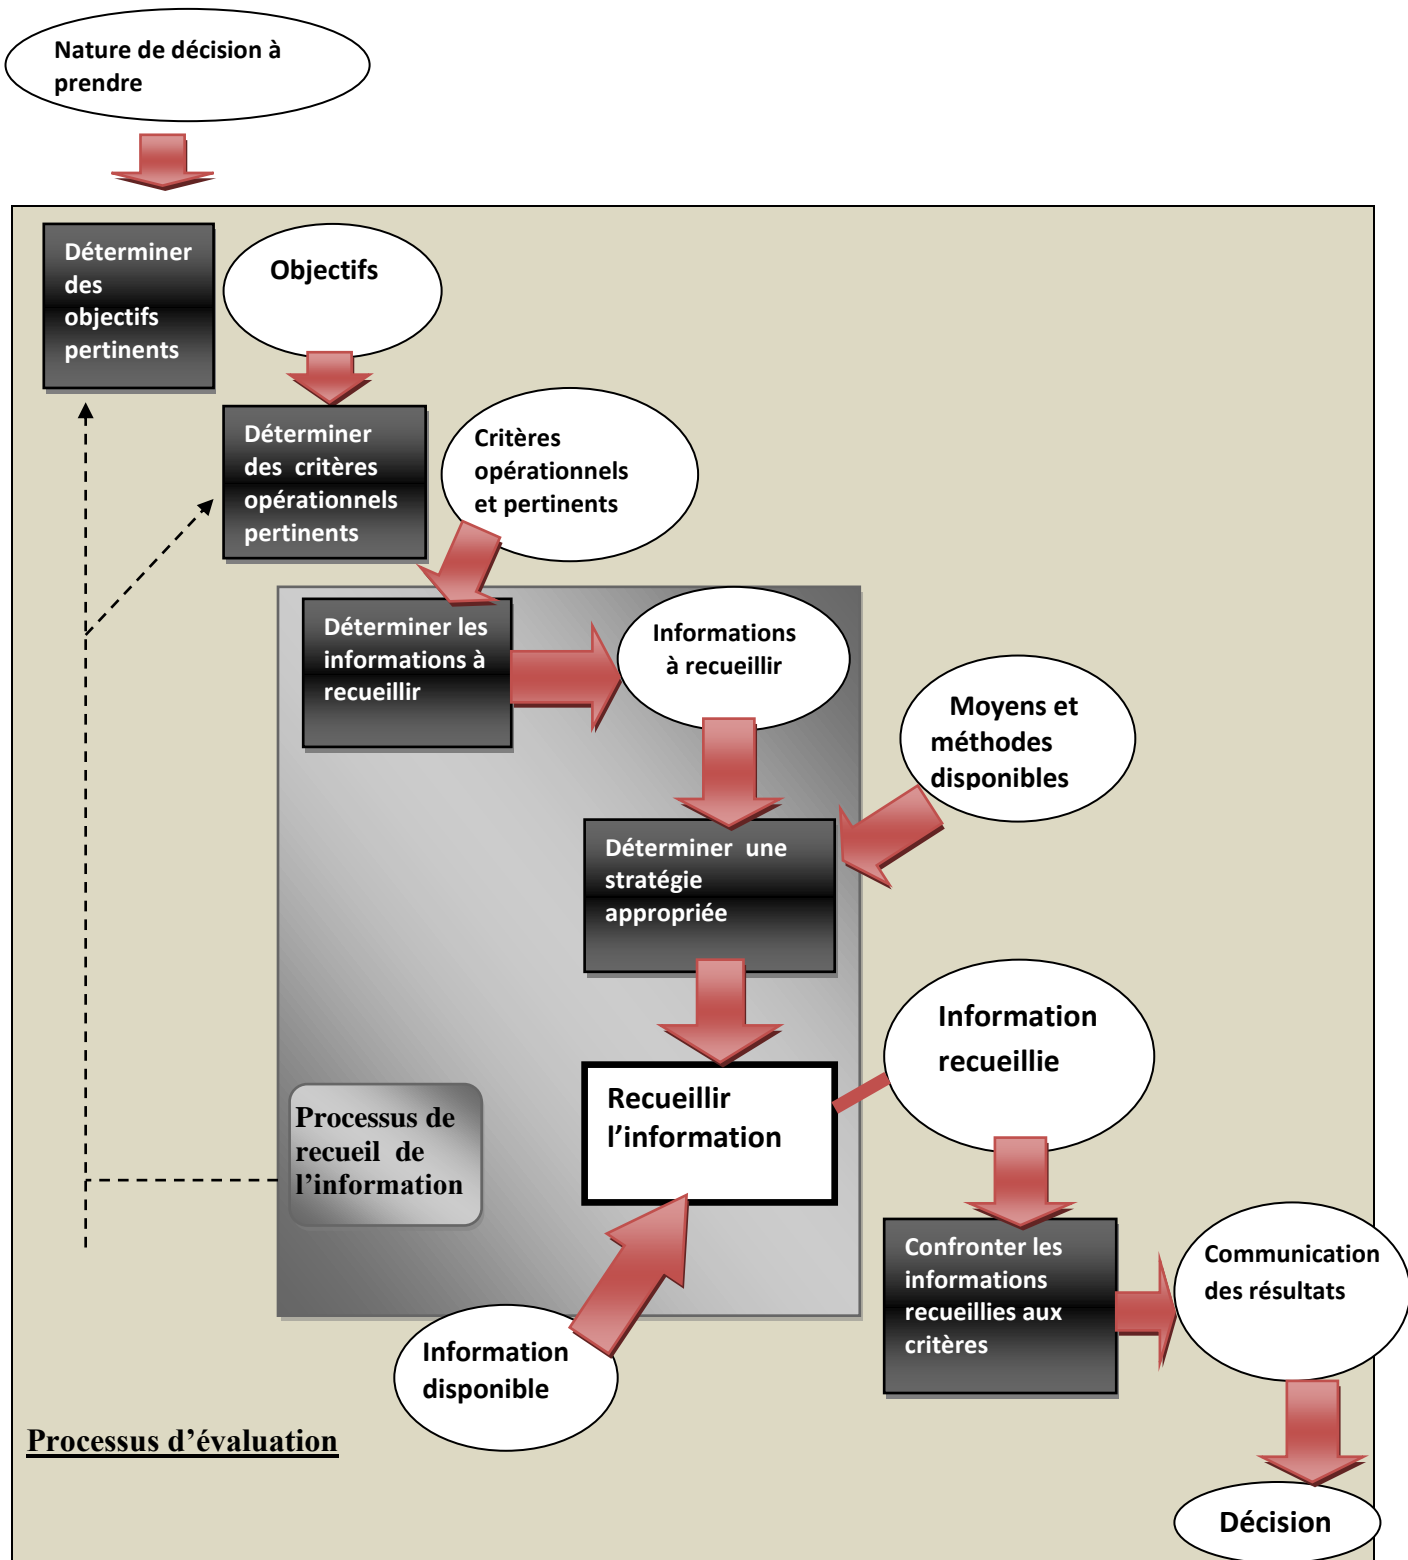 Nature de décision à
prendre
Déterminer
des
objectifs
pertinents
Objectifs
Déterminer
des critères
opérationnels
pertinents
Critères
opérationnels
et pertinents
Déterminer les
informations à
recueillir
Informations
à recueillir
Moyens et
méthodes
disponibles
Déterminer une
stratégie
appropriée
Information
recueillie
Recueillir
l’information
Processus de
recueil de
l’information
Confronter les
informations
recueillies aux
critères
Communication
des résultats
Information
disponible
Processus d’évaluation
Décision